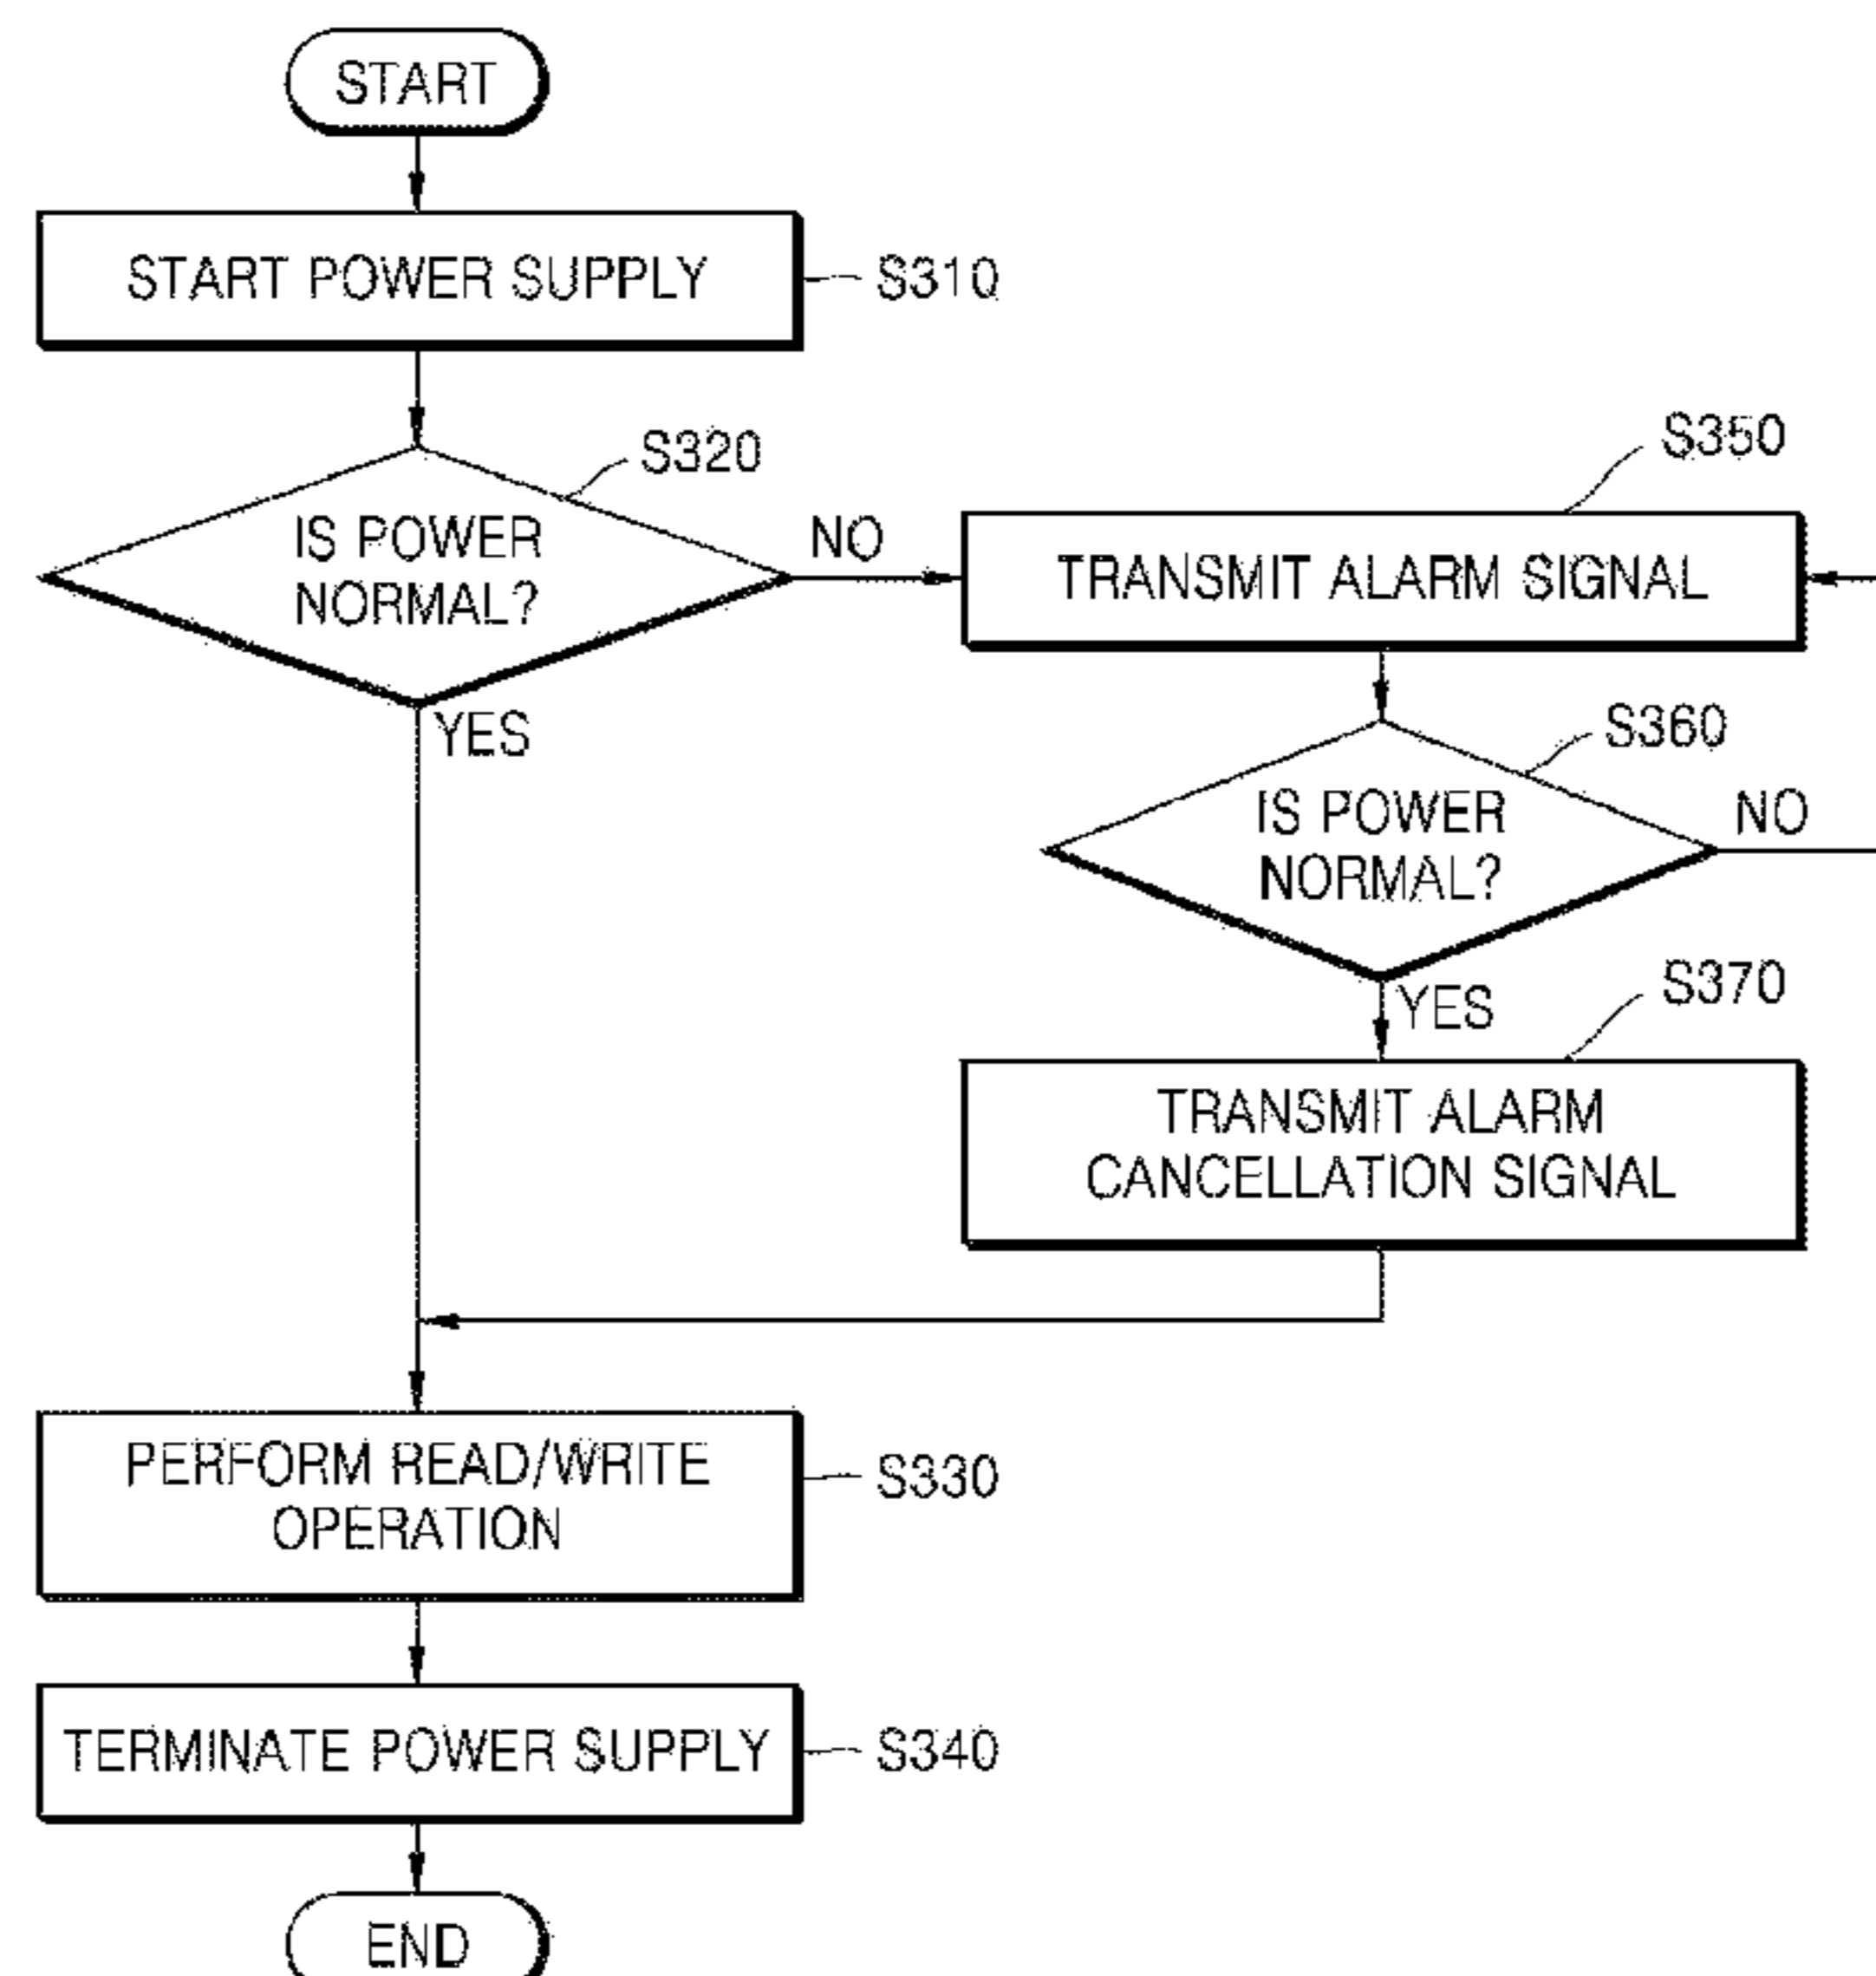 START
START POWER SUPPLY
S310
S320
IS POWER
NORMAL?
NO
YES
S350
TRANSMIT ALARM SIGNAL
S360
IS POWER
NORMAL?
NO
YES
S370
TRANSMIT ALARM
CANCELLATION SIGNAL
PERFORM READ/WRITE
OPERATION
S330
TERMINATE POWER SUPPLY
S340
END